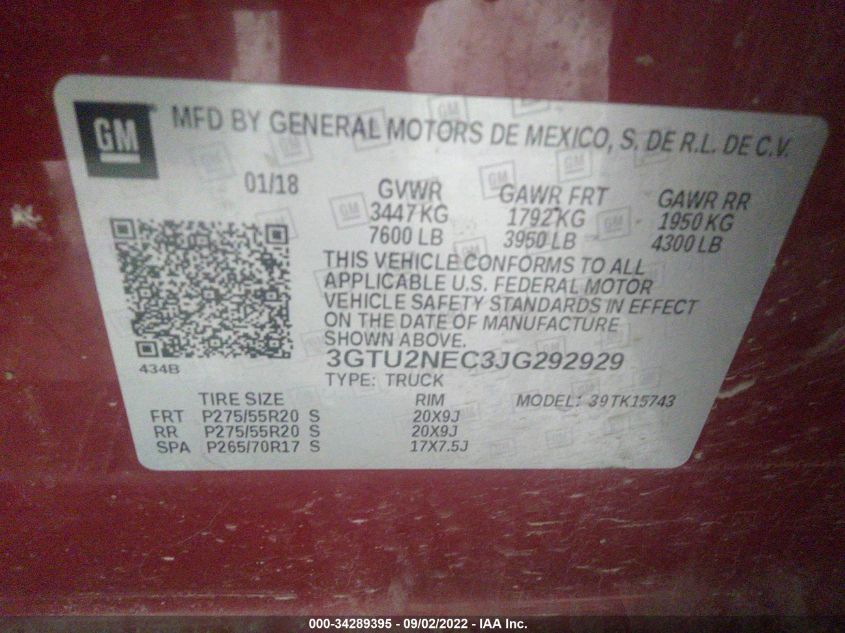 GM
MFD BY GENERAL MOTORS DE MEXICO, S. DE R.L. DE C.V.
01/18
GVWR GAWR FRT GAWR RR
3447 KG 1792 KG 1950 KG
7600 LB 3950 LB 4300 LB
THIS VEHICLE CONFORMS TO ALL
APPLICABLE U.S. FEDERAL MOTOR
VEHICLE SAFETY STANDARDS IN EFFECT
ON THE DATE OF MANUFACTURE
SHOWN ABOVE.
434B
3GTU2NEC3JG292929
TYPE: TRUCK
TIRE SIZE RIM MODEL: 39TK15743
FRT P275/55R20 S 20X9J
RR P275/55R20 S 20X9J
SPA P265/70R17 S 17X7.5J
000-34289395 - 09/02/2022 - IAA Inc.